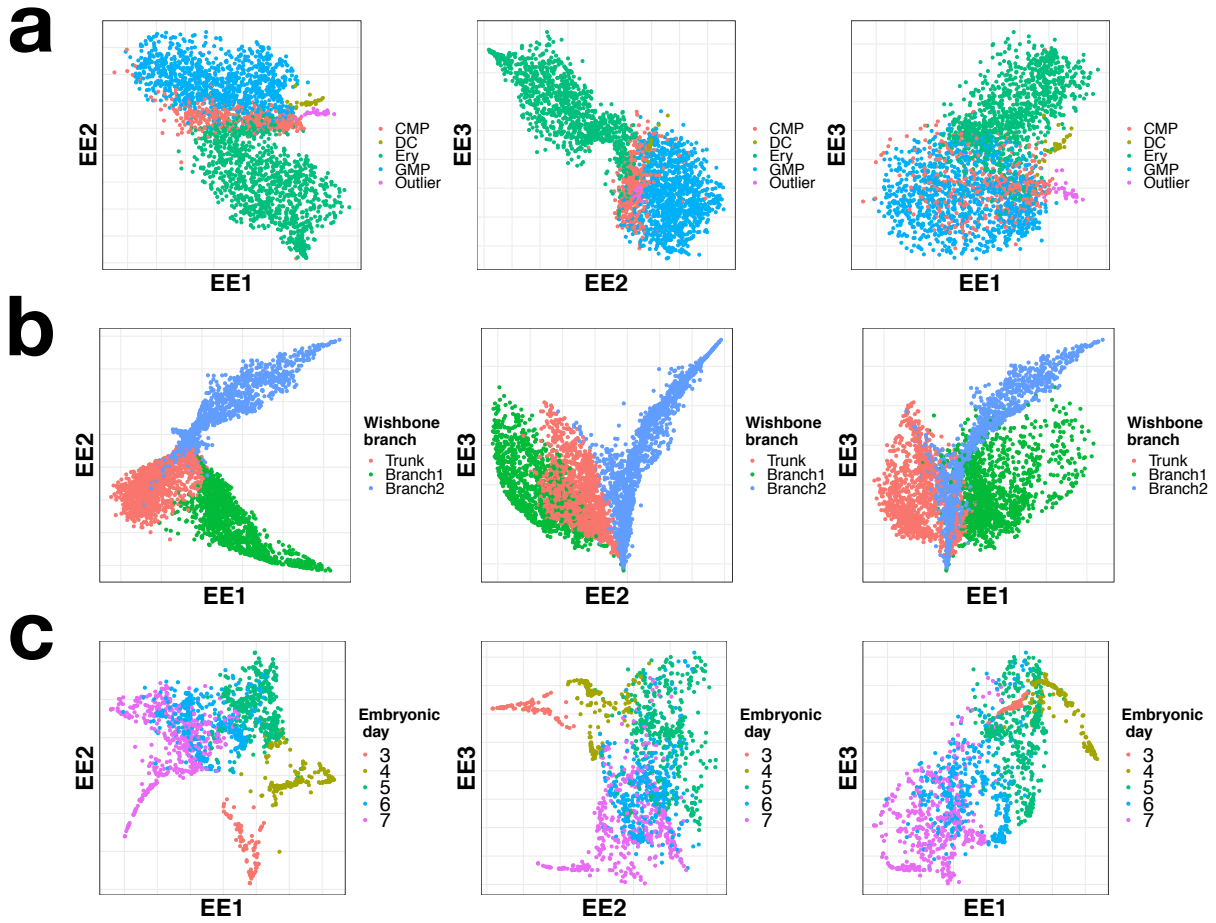 a
EE2
EE1
CMP
DC
Ery
GMP
Outlier
EE3
EE2
CMP
DC
Ery
GMP
Outlier
EE3
EE1
CMP
DC
Ery
GMP
Outlier
b
EE2
EE1
Wishbone
branch
Trunk
Branch1
Branch2
EE3
EE2
Wishbone
branch
Trunk
Branch1
Branch2
EE3
EE1
Wishbone
branch
Trunk
Branch1
Branch2
c
EE2
EE1
Embryonic
day
3
4
5
6
7
EE3
EE2
Embryonic
day
3
4
5
6
7
EE3
EE1
Embryonic
day
3
4
5
6
7